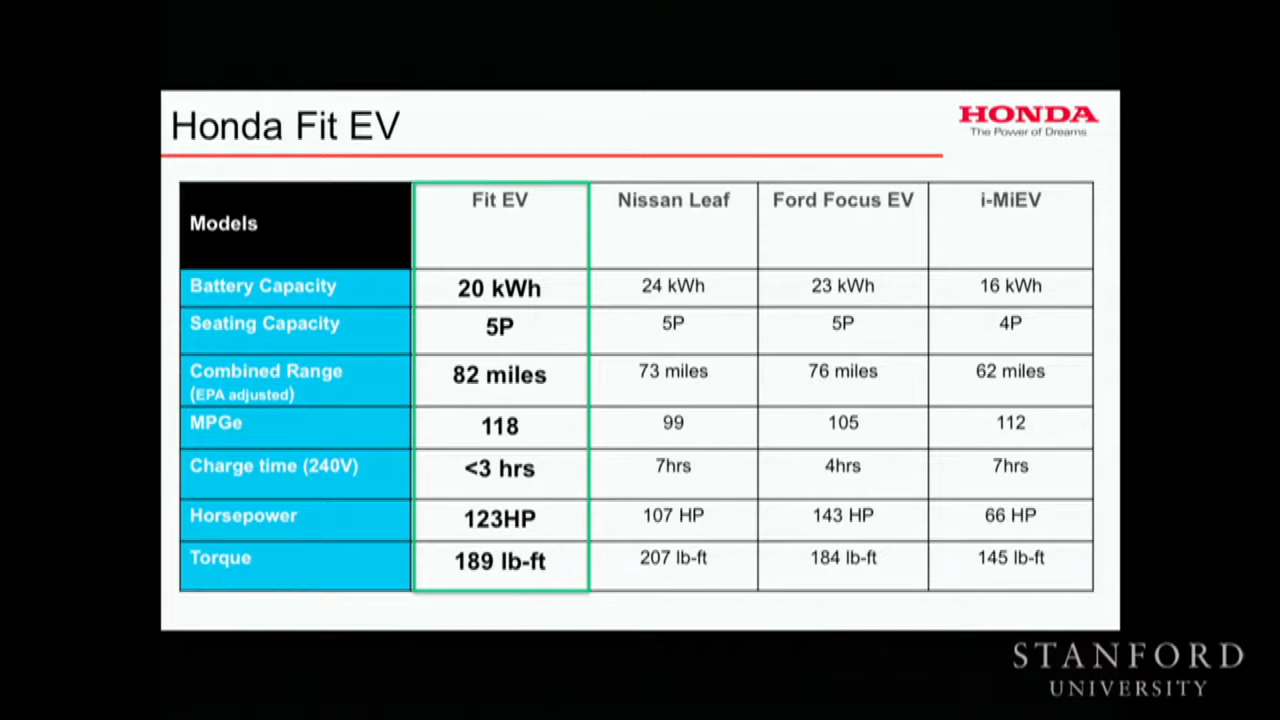 Honda Fit EV
HONDA
The Power of Dreams
Models
Fit EV
Nissan Leaf
Ford Focus EV
i-MiEV
Battery Capacity
20 kWh
24 kWh
23 kWh
16 kWh
Seating Capacity
5P
5P
5P
4P
Combined Range
(EPA adjusted)
82 miles
73 miles
76 miles
62 miles
MPGe
118
99
105
112
Charge time (240V)
<3 hrs
7hrs
4hrs
7hrs
Horsepower
123HP
107 HP
143 HP
66 HP
Torque
189 lb-ft
207 lb-ft
184 lb-ft
145 lb-ft
STANFORD
UNIVERSITY